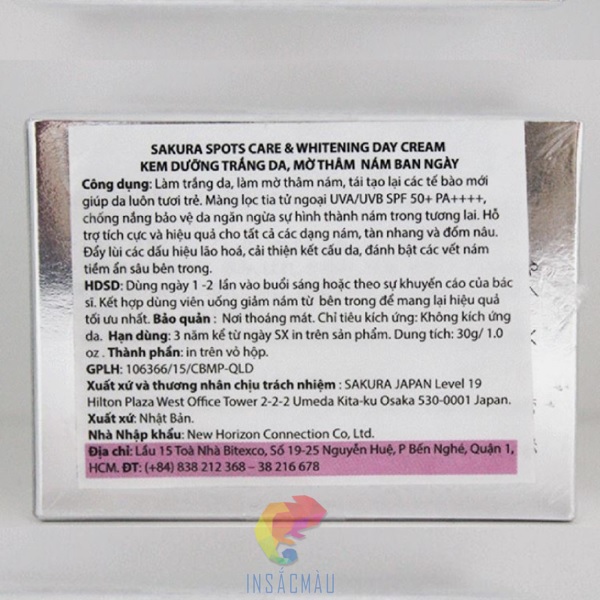 SAKURA SPOTS CARE & WHITENING DAY CREAM
KEM DƯỠNG TRẮNG DA, MỜ THÂM NÁM BAN NGÀY
Công dụng: Làm trắng da, làm mờ thâm nám, tái tạo lại các tế bào mới
giúp da luôn tươi trẻ. Màng lọc tia tử ngoại UVA/UVB SPF 50+ PA++++,
chống nắng bảo vệ da ngăn ngừa sự hình thành nám trong tương lai. Hỗ
trợ tích cực và hiệu quả cho tất cả các dạng nám, tàn nhang và đốm nâu.
Đẩy lùi các dấu hiệu lão hoá, cải thiện kết cấu da, đánh bật các vết nám
tiềm ẩn sâu bên trong.
HDSD: Dùng ngày 1 -2 lần vào buổi sáng hoặc theo sự khuyến cáo của bác
sĩ. Kết hợp dùng viên uống giảm nám từ bên trong để mang lại hiệu quả
tối ưu nhất. Bảo quản : Nơi thoáng mát. Chỉ tiêu kích ứng: Không kích ứng
da. Hạn dùng: 3 năm kể từ ngày SX in trên sản phẩm. Dung tích: 30g/ 1.0
oz . Thành phần: in trên vỏ hộp.
GPLH: 106366/15/CBMP-QLD
Xuất xứ và thương nhân chịu trách nhiệm : SAKURA JAPAN Level 19
Hilton Plaza West Office Tower 2-2-2 Umeda Kita-ku Osaka 530-0001 Japan.
Xuất xứ: Nhật Bản.
Nhà Nhập khẩu: New Horizon Connection Co, Ltd.
Địa chỉ: Lầu 15 Toà Nhà Bitexco, Số 19-25 Nguyễn Huệ, P Bến Nghé, Quận 1,
HCM. ĐT: (+84) 838 212 368 – 38 216 678
INSẮCMÀU